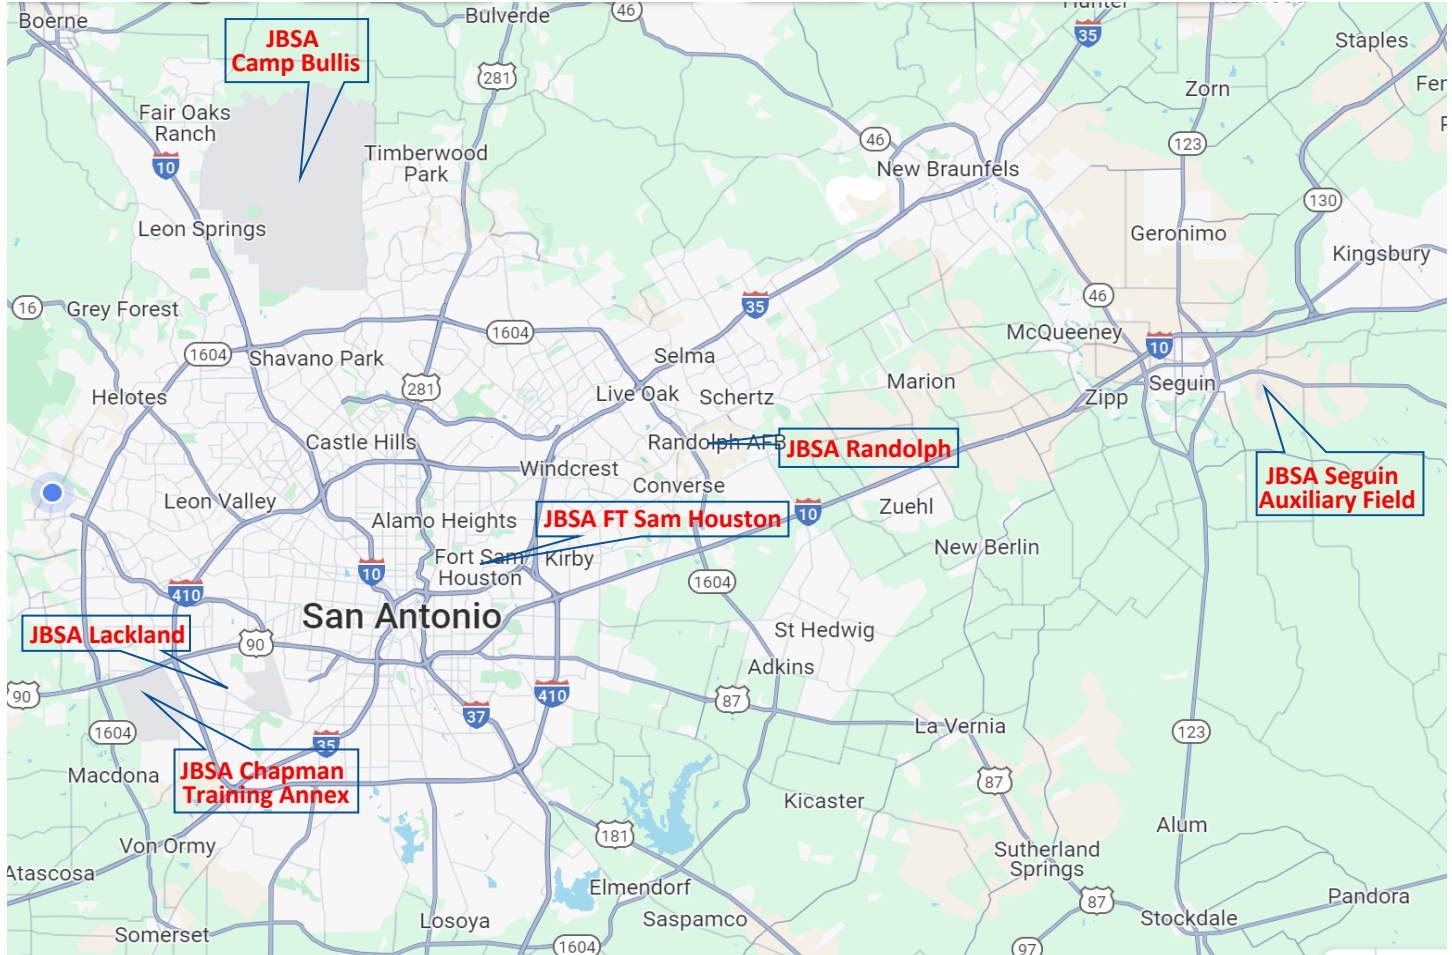 Boerne
Bulverde
46
Hunter
35
Staples
JBSA
Camp Bullis
281
Zorn
Fair Oaks
Ranch
10
Timberwood
Park
46
New Braunfels
123
130
Leon Springs
Geronimo
Kingsbury
16
Grey Forest
46
35
1604
McQueeney
10
1604
Shavano Park
Selma
281
Helotes
Live Oak
Schertz
Marion
Zipp
Seguin
Castle Hills
Randolph AFB
JBSA Randolph
Windcrest
JBSA Seguin
Auxiliary Field
Converse
Leon Valley
Alamo Heights
JBSA FT Sam Houston
10
Zuehl
New Berlin
Fort Sam
Houston
Kirby
10
1604
410
San Antonio
JBSA Lackland
90
St Hedwig
Adkins
90
410
87
37
1604
35
La Vernia
123
Macdona
JBSA Chapman
Training Annex
87
Kicaster
181
Alum
Von Ormy
Sutherland
Springs
Atascosa
Elmendorf
87
Pandora
Losoya
Saspamco
Stockdale
Somerset
1604
97